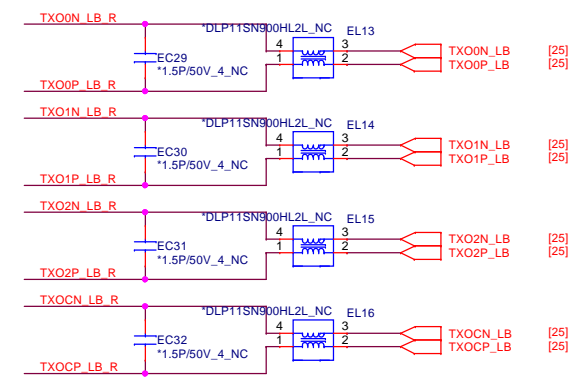 TXO0N_LB_R
*DLP11SN900HL2L_NC EL13
4 3 TXO0N_LB [25]
EC29 1 2 TXO0P_LB [25]
*1.5P/50V_4_NC
TXO0P_LB_R
TXO1N_LB_R
*DLP11SN900HL2L_NC EL14
4 3 TXO1N_LB [25]
EC30 1 2 TXO1P_LB [25]
*1.5P/50V_4_NC
TXO1P_LB_R
TXO2N_LB_R
*DLP11SN900HL2L_NC EL15
4 3 TXO2N_LB [25]
EC31 1 2 TXO2P_LB [25]
*1.5P/50V_4_NC
TXO2P_LB_R
TXOCN_LB_R
*DLP11SN900HL2L_NC EL16
4 3 TXOCN_LB [25]
EC32 1 2 TXOCP_LB [25]
*1.5P/50V_4_NC
TXOCP_LB_R